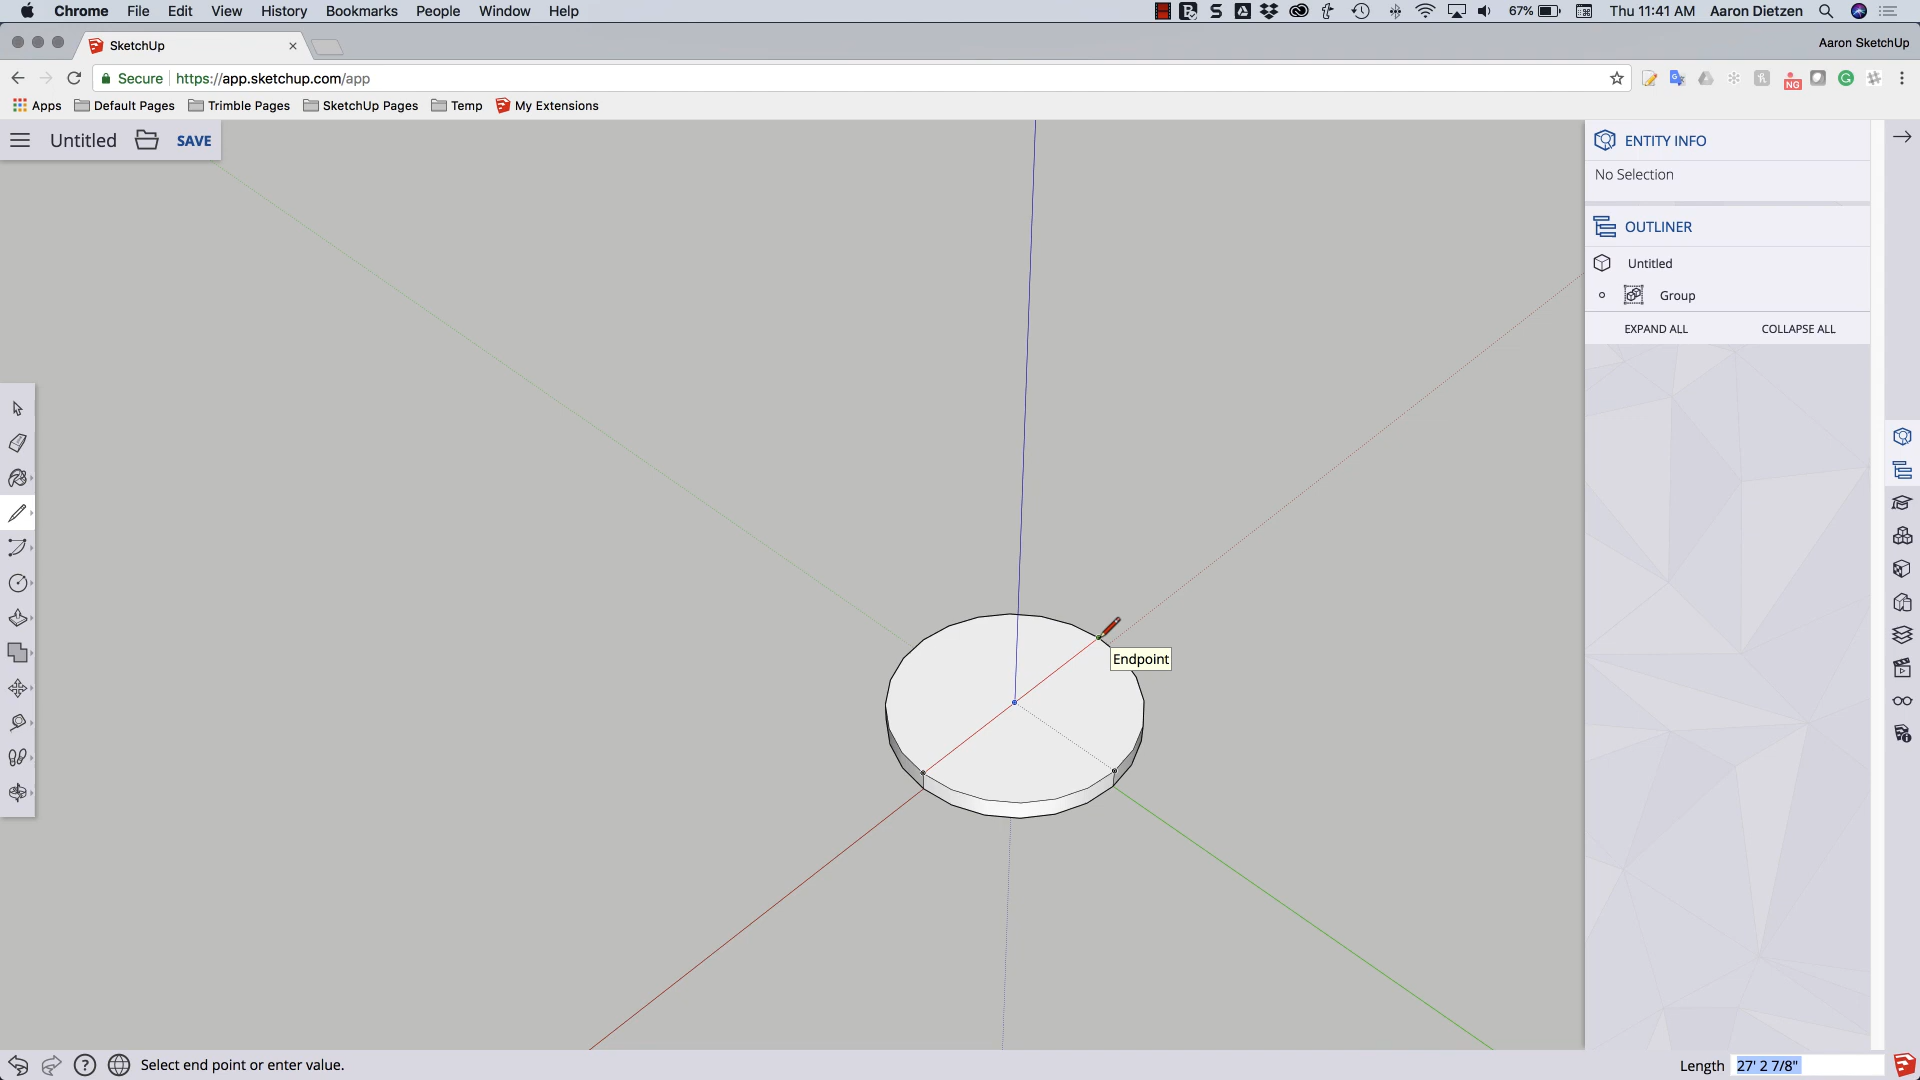 Chrome File Edit View History Bookmarks People Window Help 67% Thu 11:41 AM Aaron Dietzen
SketchUp
Aaron SketchUp
Secure https://app.sketchup.com/app
NG
Apps Default Pages Trimble Pages SketchUp Pages Temp My Extensions
Untitled SAVE
ENTITY INFO
No Selection
OUTLINER
Untitled
Group
EXPAND ALL COLLAPSE ALL
Endpoint
Select end point or enter value.
Length 27' 2 7/8"